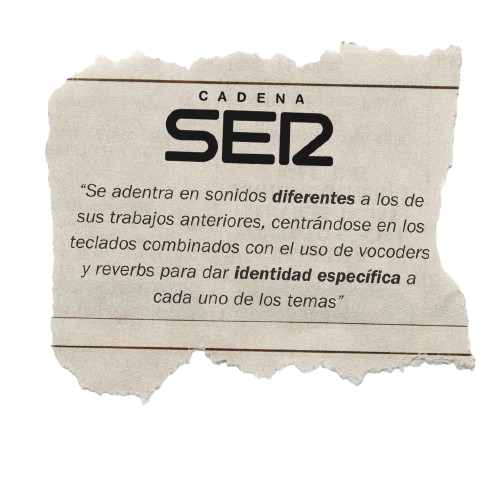 CADENA
SER
“Se adentra en sonidos diferentes a los de
sus trabajos anteriores, centrándose en los
teclados combinados con el uso de vocoders
y reverbs para dar identidad específica a
cada uno de los temas”